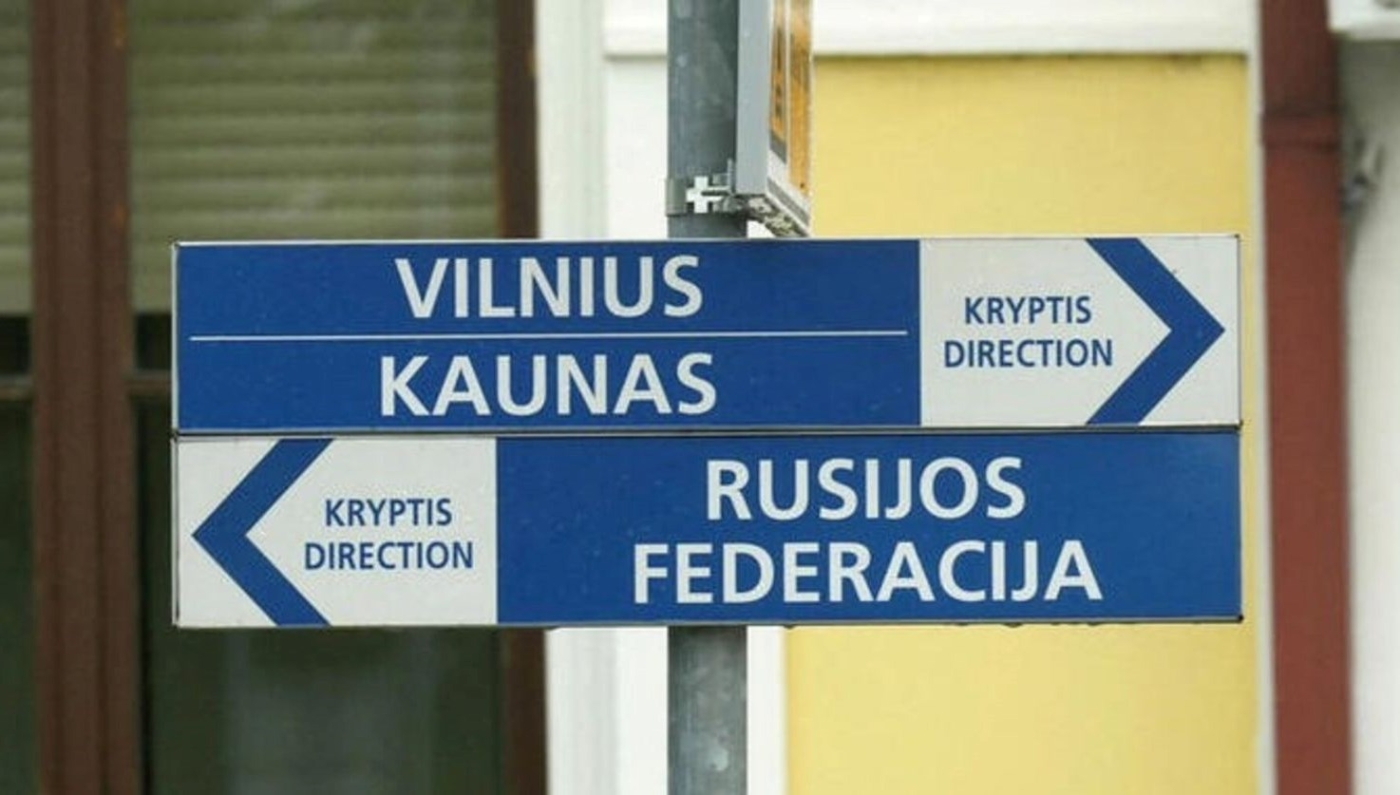 VILNIUS
KAUNAS
KRYPTIS
DIRECTION
KRYPTIS
DIRECTION
RUSIJOS
FEDERACIJA